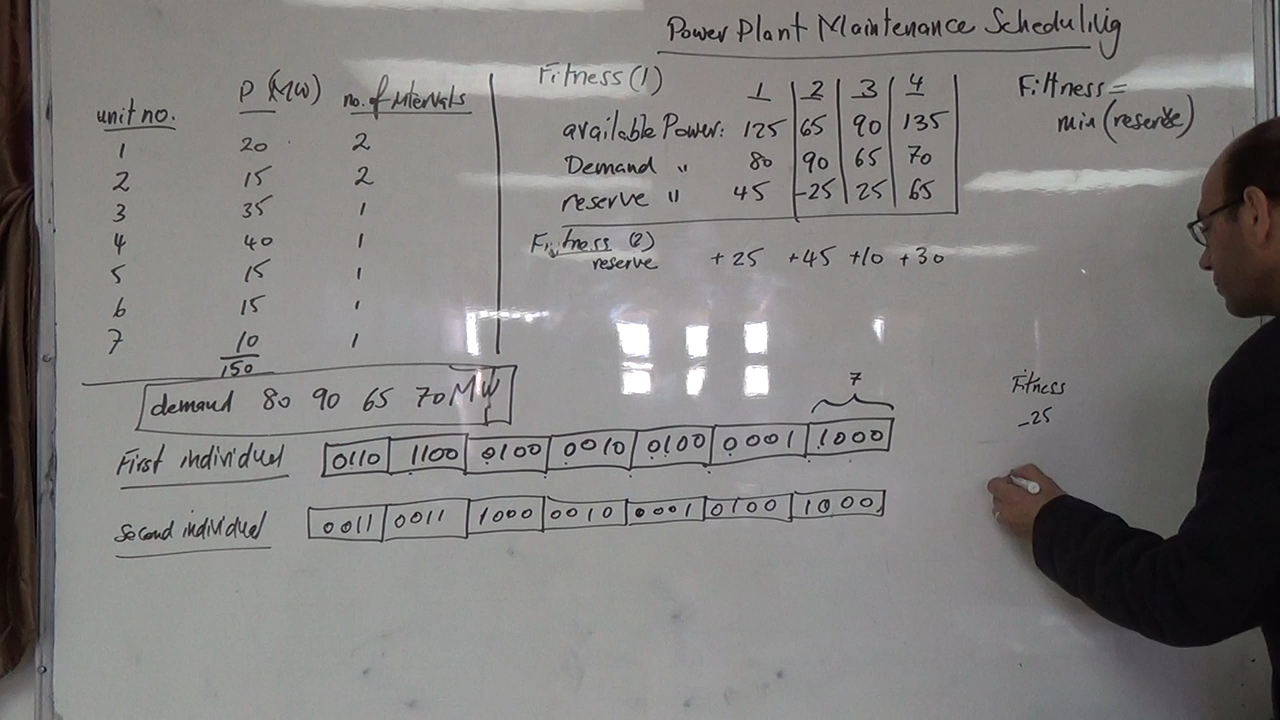 Power Plant Maintenance Scheduling
unit no. P (MW) no. of intervals
1 20 2
2 15 2
3 35 1
4 40 1
5 15 1
6 15 1
7 10 1
150
demand 80 90 65 70 MW
Fitness (1) 1 2 3 4
available Power: 125 65 90 135
Demand " 80 90 65 70
reserve " 45 -25 25 65
Fitness (2)
reserve +25 +45 +10 +30
Fittness =
min (reserve)
7
First individual 0110 1100 0100 0010 0100 0001 1000
Second individual 0011 0011 1000 0010 0001 0100 1000
Fitness
-25